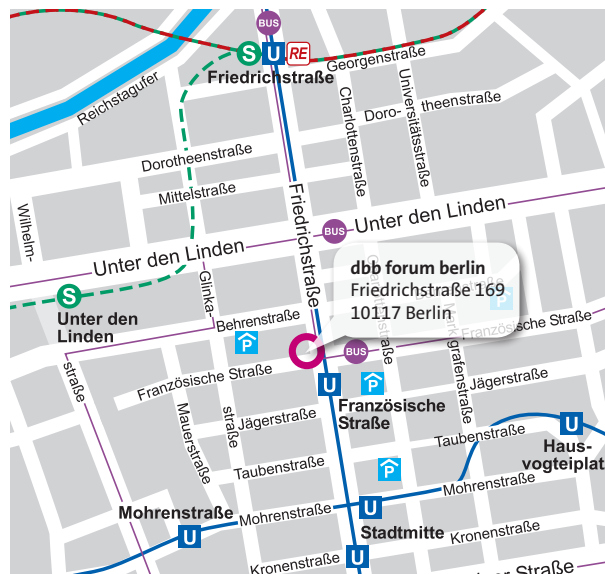 BUS
S
U
RE
Friedrichstraße
Georgenstraße
Reichstagufer
Charlottenstraße
Universitätsstraße
Doro-
theenstraße
Dorotheenstraße
Mittelstraße
Friedrichstraße
Wilhelm-
straße
Unter den Linden
BUS
Unter den Linden
S
Unter den
Linden
Glinka-
straße
dbb forum berlin
Friedrichstraße 169
10117 Berlin
P
Behrenstraße
P
BUS
Französische Straße
Markgrafenstraße
Französische Straße
P
Jägerstraße
U
Französische
Straße
Mauerstraße
Jägerstraße
Taubenstraße
U
Haus-
vogteiplat
Taubenstraße
P
Mohrenstraße
Mohrenstraße
U
Mohrenstraße
U
Stadtmitte
Kronenstraße
Kronenstraße
U
Straße